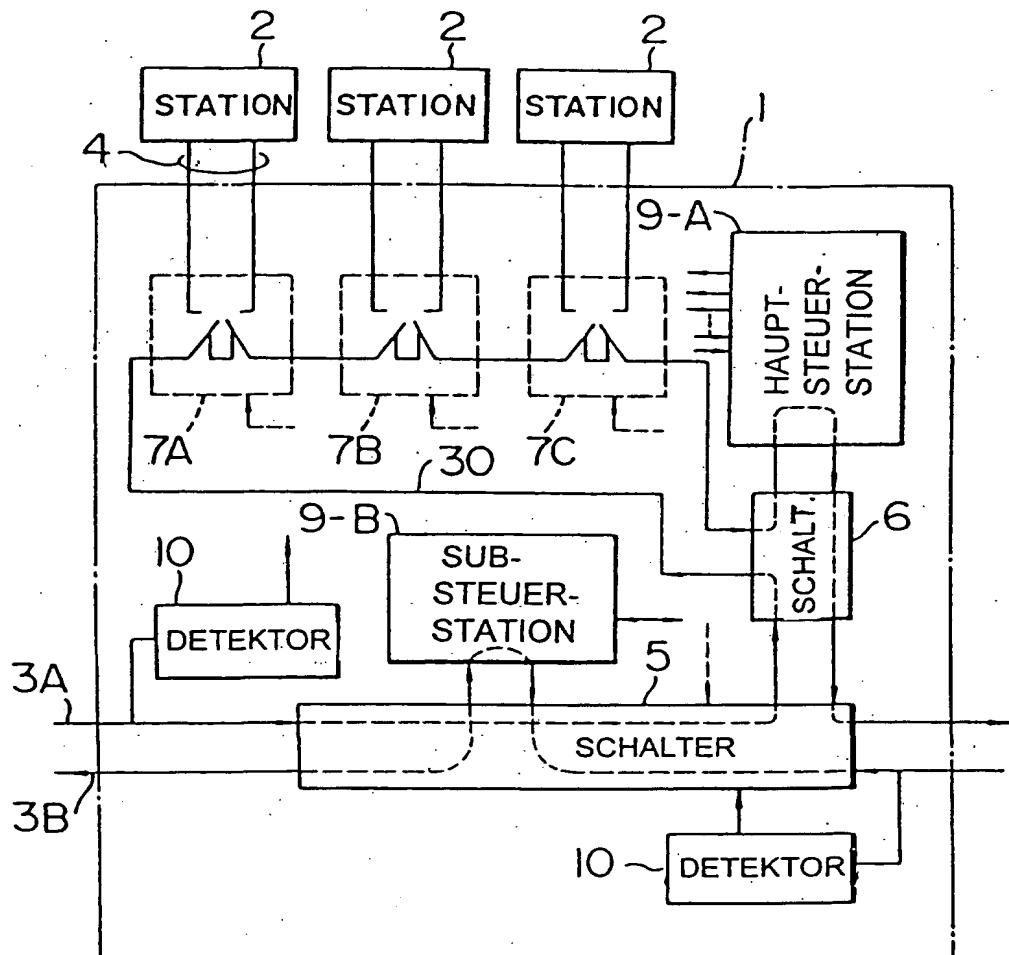 2 2 2
STATION STATION STATION
4
1
9-A
HAUPT-
STEUER-
STATION
7A 7B 7C
30
SCHALT.
6
9-B
SUB-
STEUER-
STATION
10
DETEKTOR
5
3A
SCHALTER
3B
10 DETEKTOR